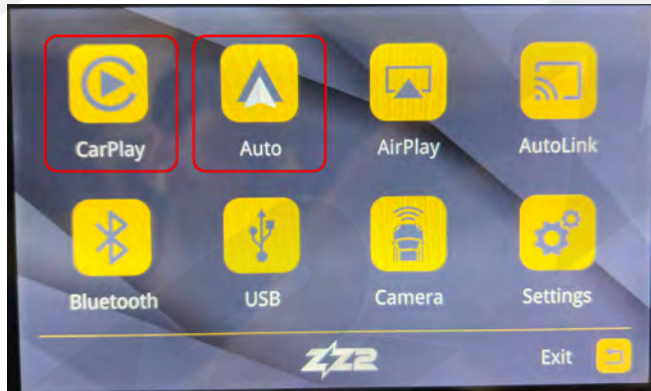 CarPlay Auto AirPlay AutoLink
Bluetooth USB Camera Settings
ZZ2 Exit